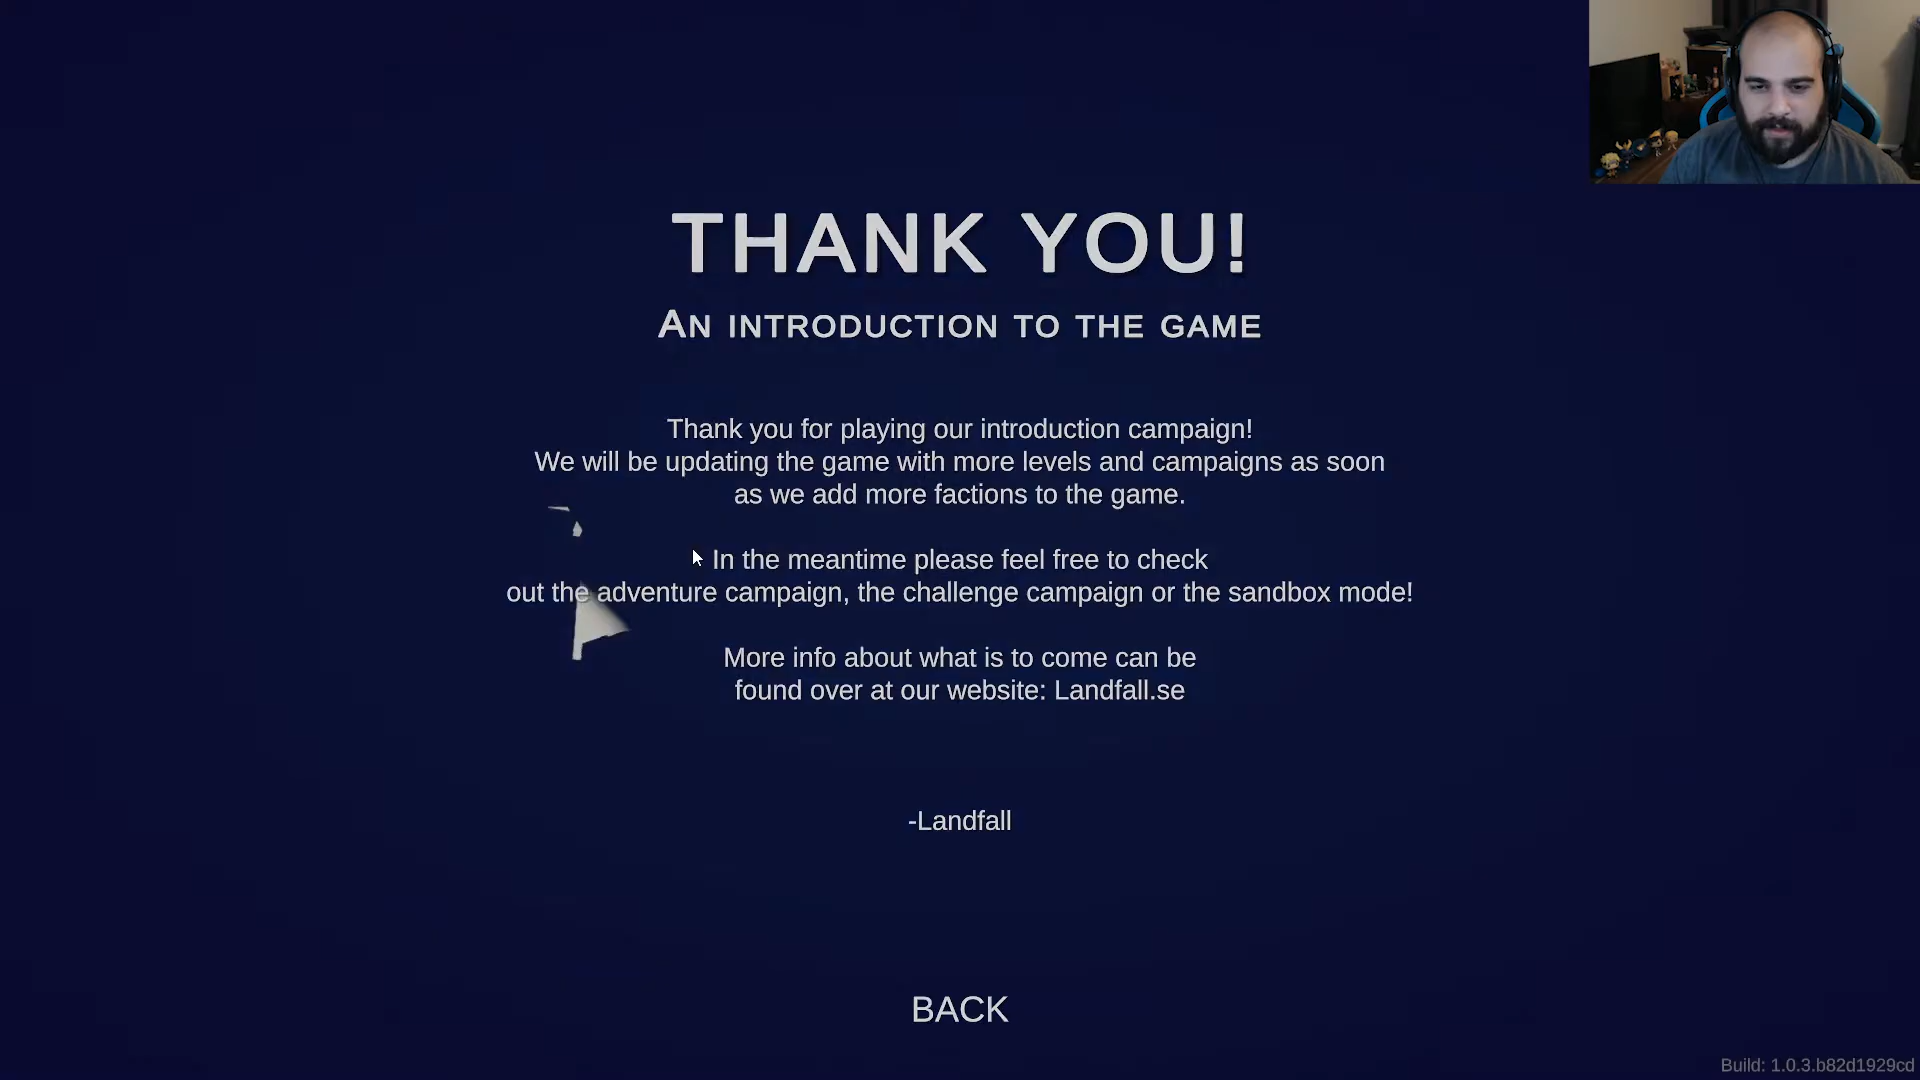 THANK YOU!
AN INTRODUCTION TO THE GAME
Thank you for playing our introduction campaign!
We will be updating the game with more levels and campaigns as soon
as we add more factions to the game.
In the meantime please feel free to check
out the adventure campaign, the challenge campaign or the sandbox mode!
More info about what is to come can be
found over at our website: Landfall.se
-Landfall
BACK
Build: 1.0.3.b82d1929cd